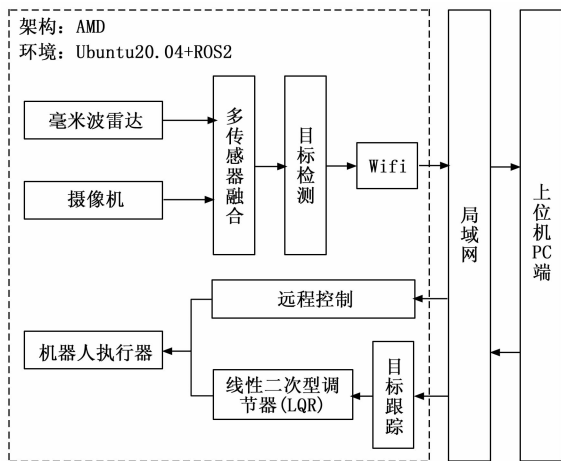 架构：AMD
环境：Ubuntu20.04+ROS2
毫米波雷达
摄像机
多传感器融合
目标检测
Wifi
局域网
上位机PC端
远程控制
机器人执行器
线性二次型调
节器(LQR)
目标跟踪